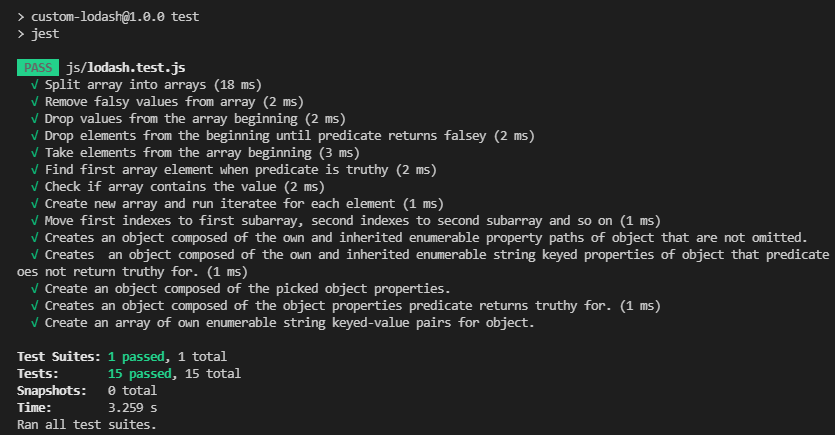 > custom-lodash@1.0.0 test
> jest
PASS js/lodash.test.js
√ Split array into arrays (18 ms)
√ Remove falsy values from array (2 ms)
√ Drop values from the array beginning (2 ms)
√ Drop elements from the beginning until predicate returns falsey (2 ms)
√ Take elements from the array beginning (3 ms)
√ Find first array element when predicate is truthy (2 ms)
√ Check if array contains the value (2 ms)
√ Create new array and run iteratee for each element (1 ms)
√ Move first indexes to first subarray, second indexes to second subarray and so on (1 ms)
√ Creates an object composed of the own and inherited enumerable property paths of object that are not omitted.
√ Creates  an object composed of the own and inherited enumerable string keyed properties of object that predicate
oes not return truthy for. (1 ms)
√ Create an object composed of the picked object properties.
√ Creates an object composed of the object properties predicate returns truthy for. (1 ms)
√ Create an array of own enumerable string keyed-value pairs for object.
Test Suites: 1 passed, 1 total
Tests:       15 passed, 15 total
Snapshots:   0 total
Time:        3.259 s
Ran all test suites.